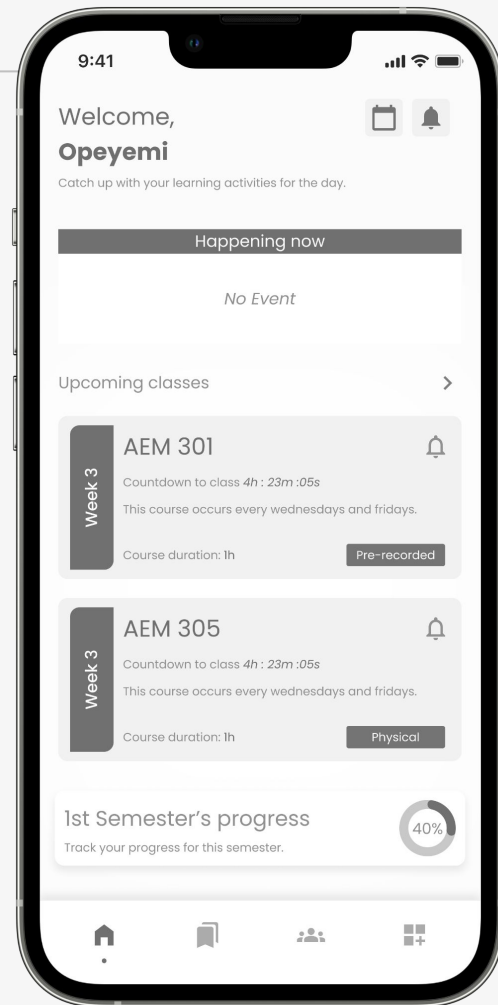 9:41
Welcome,
Opeyemi
Catch up with your learning activities for the day.
Happening now
No Event
Upcoming classes
Week 3
AEM 301
Countdown to class 4h : 23m :05s
This course occurs every wednesdays and fridays.
Course duration: 1h
Pre-recorded
Week 3
AEM 305
Countdown to class 4h : 23m :05s
This course occurs every wednesdays and fridays.
Course duration: 1h
Physical
1st Semester’s progress
Track your progress for this semester.
40%